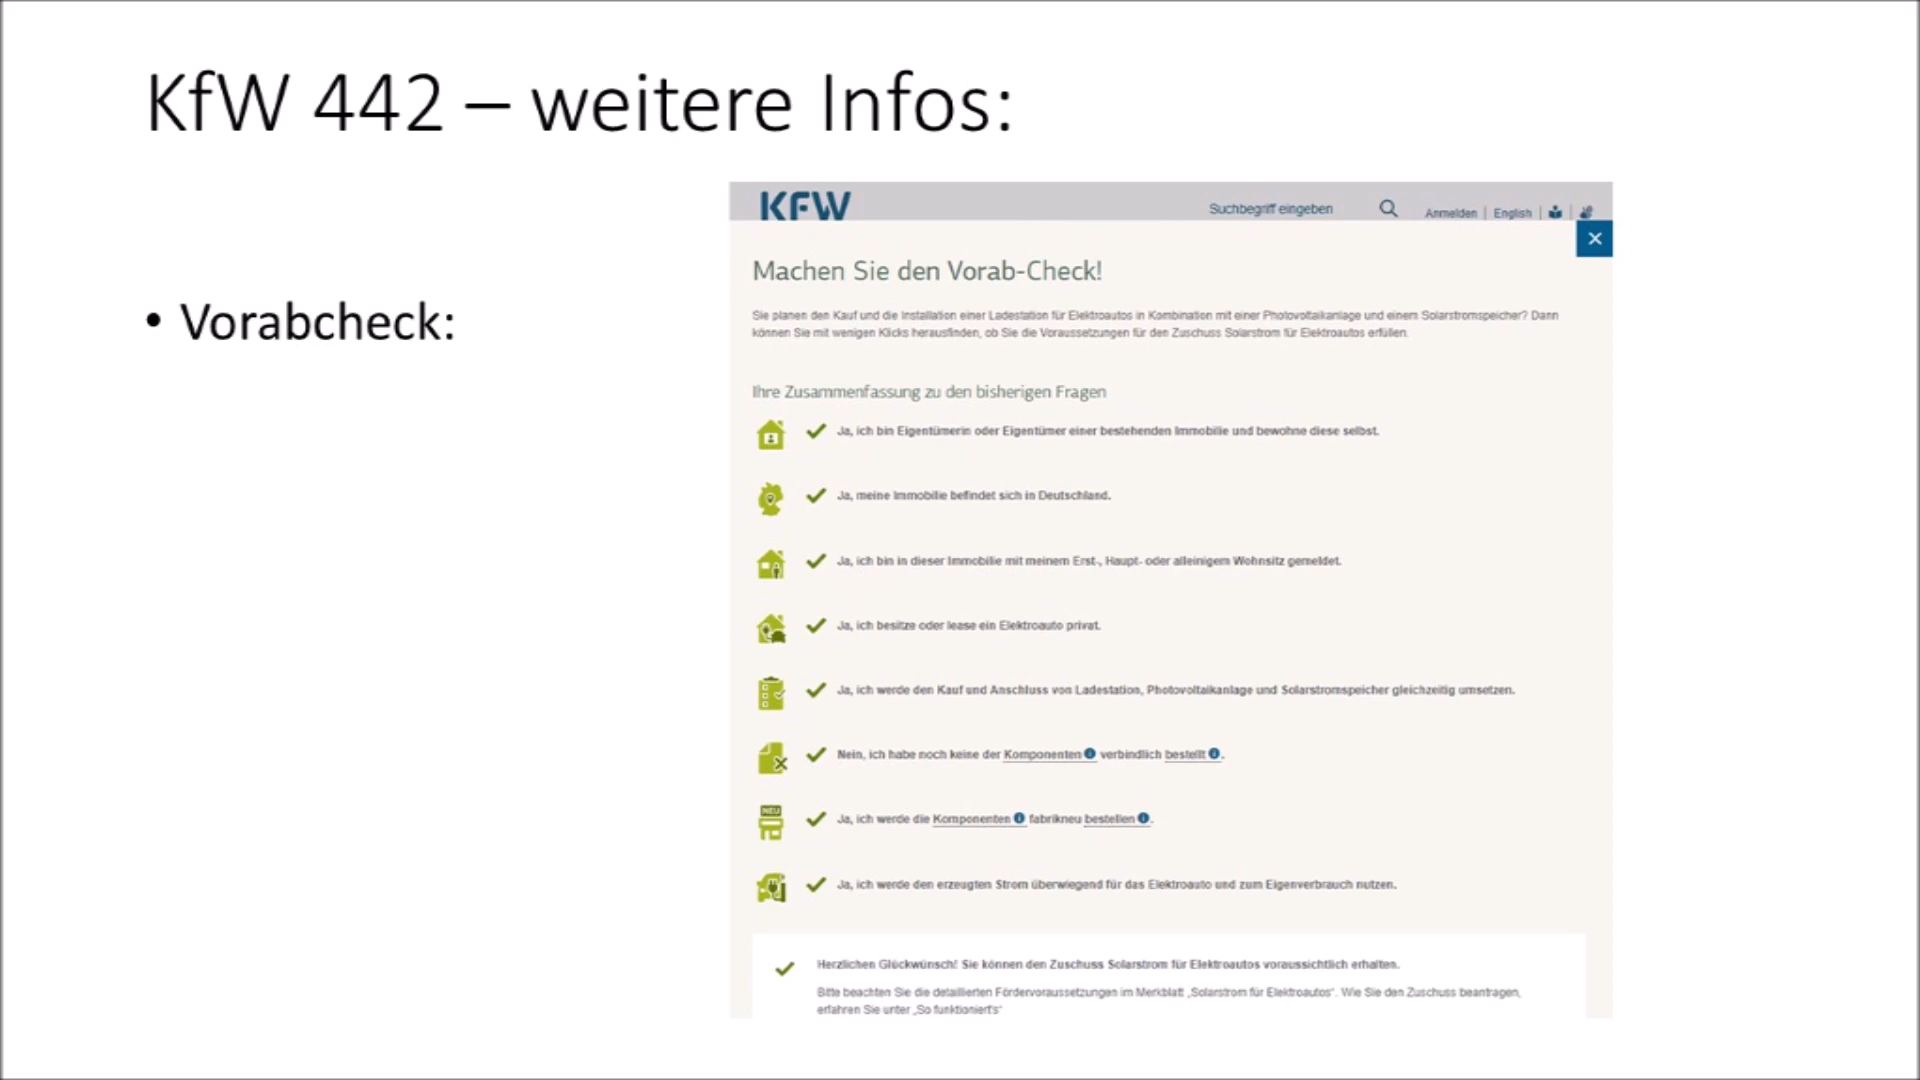 KfW 442 – weitere Infos:
KFW
Suchbegriff eingeben
Anmelden | English
• Vorabcheck:
Machen Sie den Vorab-Check!
Sie planen den Kauf und die Installation einer Ladestation für Elektroautos in Kombination mit einer Photovoltaikanlage und einem Solarstromspeicher? Dann
können Sie mit wenigen Klicks herausfinden, ob Sie die Voraussetzungen für den Zuschuss Solarstrom für Elektroautos erfüllen.
Ihre Zusammenfassung zu den bisherigen Fragen
Ja, ich bin Eigentümerin oder Eigentümer einer bestehenden Immobilie und bewohne diese selbst.
Ja, meine Immobilie befindet sich in Deutschland.
Ja, ich bin in dieser Immobilie mit meinem Erst-, Haupt- oder alleinigem Wohnsitz gemeldet.
Ja, ich besitze oder lease ein Elektroauto privat.
Ja, ich werde den Kauf und Anschluss von Ladestation, Photovoltaikanlage und Solarstromspeicher gleichzeitig umsetzen.
Nein, ich habe noch keine der Komponenten verbindlich bestellt.
NEU
Ja, ich werde die Komponenten fabrikneu bestellen.
Ja, ich werde den erzeugten Strom überwiegend für das Elektroauto und zum Eigenverbrauch nutzen.
Herzlichen Glückwünsch! Sie können den Zuschuss Solarstrom für Elektroautos voraussichtlich erhalten.
Bitte beachten Sie die detaillierten Fördervoraussetzungen im Merkblatt „Solarstrom für Elektroautos“. Wie Sie den Zuschuss beantragen,
erfahren Sie unter „So funktioniert's“